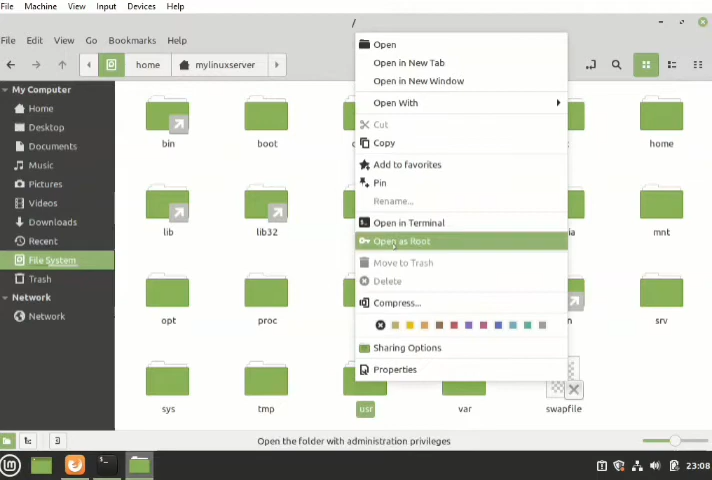 File Machine View Input Devices Help
/
File Edit View Go Bookmarks Help
home mylinuxserver
My Computer
Home
Desktop
Documents
Music
Pictures
Videos
Downloads
Recent
File System
Trash
Network
Network
bin boot home
lib lib32 mnt
opt proc srv
sys tmp usr var swapfile
Open
Open in New Tab
Open in New Window
Open With
Cut
Copy
Add to favorites
Pin
Rename...
Open in Terminal
Open as Root
Move to Trash
Delete
Compress...
Sharing Options
Properties
Open the folder with administration privileges
23:08